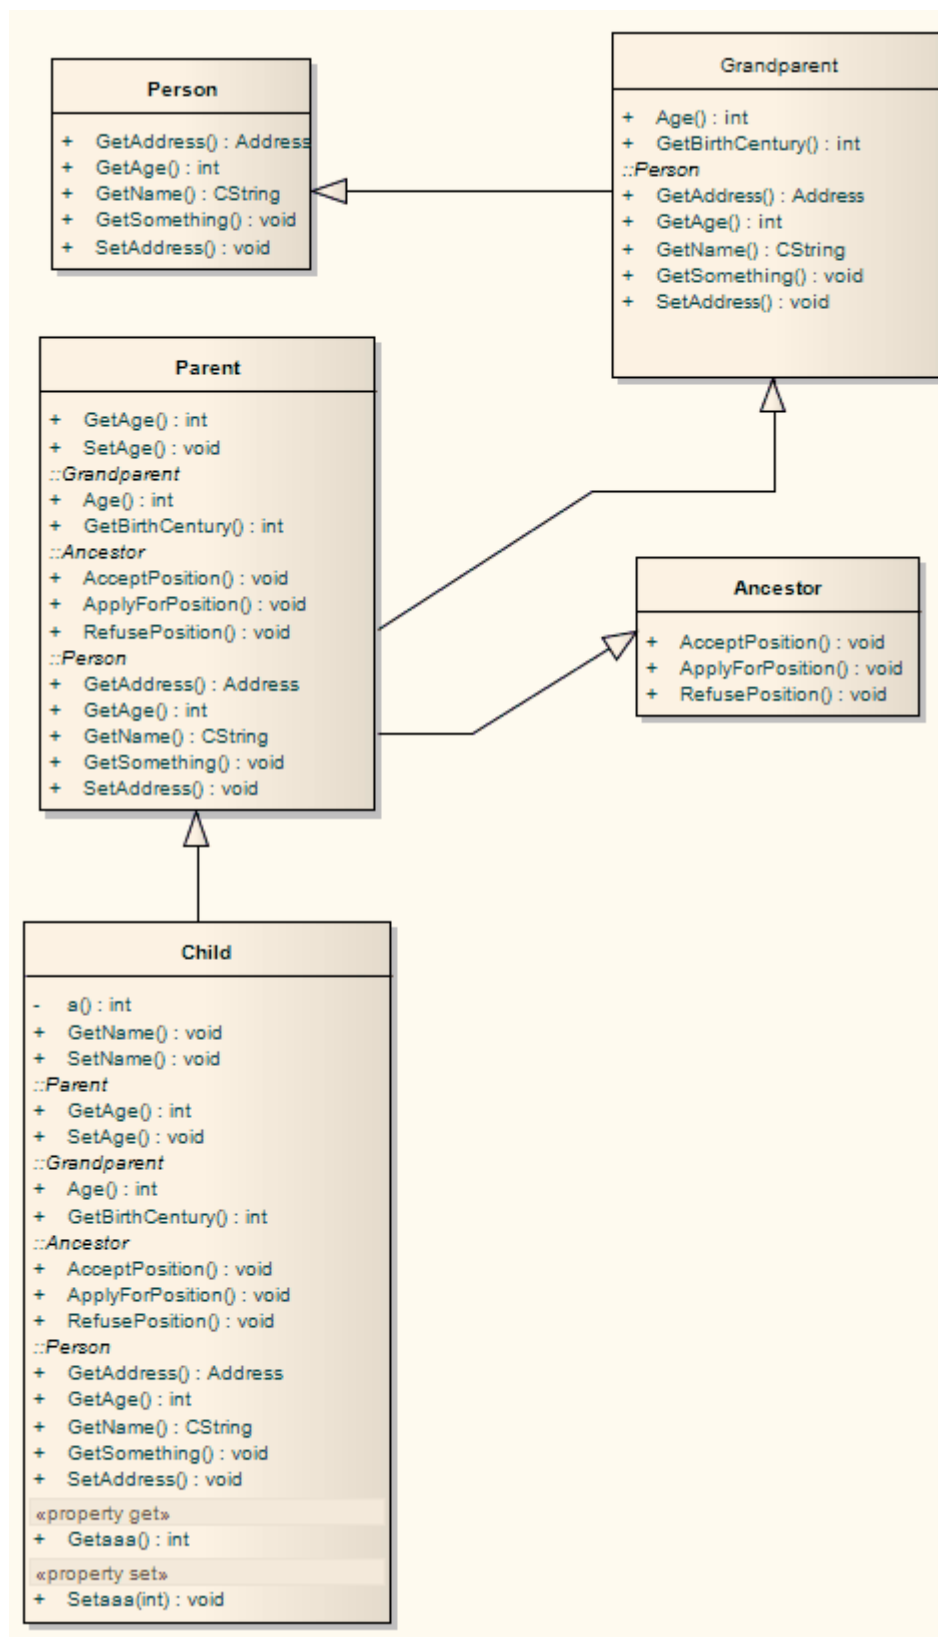 Person
+ GetAddress() : Address
+ GetAge() : int
+ GetName() : CString
+ GetSomething() : void
+ SetAddress() : void
Grandparent
+ Age() : int
+ GetBirthCentury() : int
::Person
+ GetAddress() : Address
+ GetAge() : int
+ GetName() : CString
+ GetSomething() : void
+ SetAddress() : void
Parent
+ GetAge() : int
+ SetAge() : void
::Grandparent
+ Age() : int
+ GetBirthCentury() : int
::Ancestor
+ AcceptPosition() : void
+ ApplyForPosition() : void
+ RefusePosition() : void
::Person
+ GetAddress() : Address
+ GetAge() : int
+ GetName() : CString
+ GetSomething() : void
+ SetAddress() : void
Ancestor
+ AcceptPosition() : void
+ ApplyForPosition() : void
+ RefusePosition() : void
Child
- a() : int
+ GetName() : void
+ SetName() : void
::Parent
+ GetAge() : int
+ SetAge() : void
::Grandparent
+ Age() : int
+ GetBirthCentury() : int
::Ancestor
+ AcceptPosition() : void
+ ApplyForPosition() : void
+ RefusePosition() : void
::Person
+ GetAddress() : Address
+ GetAge() : int
+ GetName() : CString
+ GetSomething() : void
+ SetAddress() : void
«property get»
+ Getaaa() : int
«property set»
+ Setaaa(int) : void